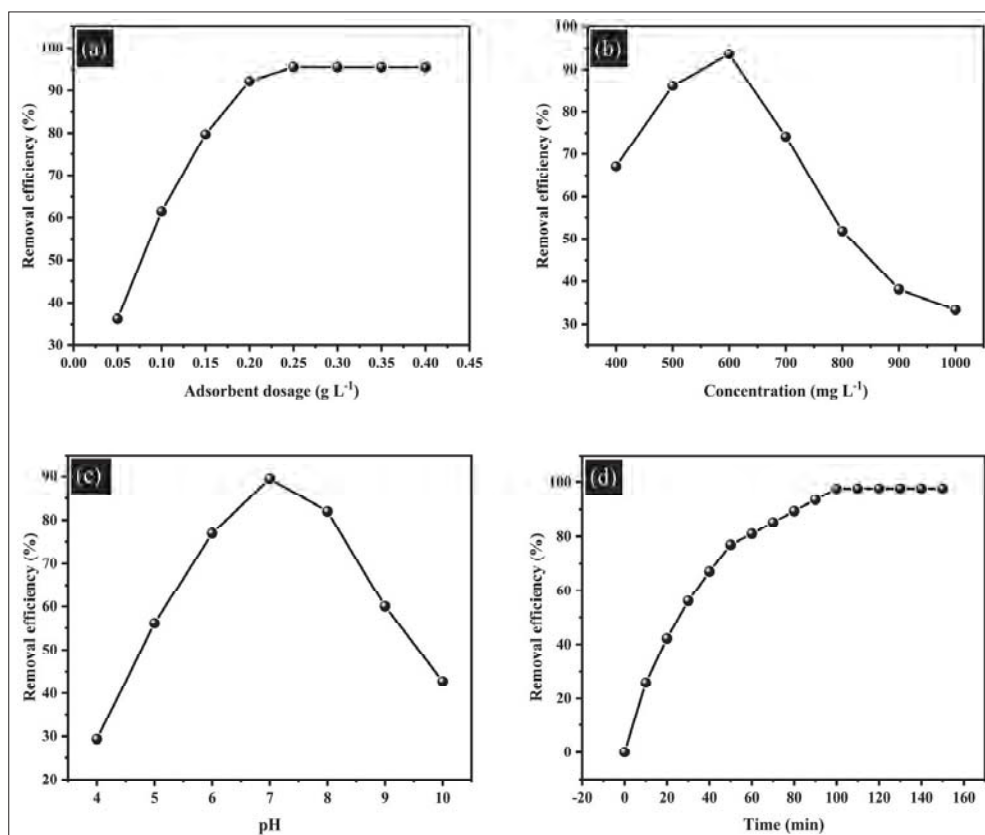 (a)
100
90
80
70
60
50
40
30
Removal efficiency (%)
0.00 0.05 0.10 0.15 0.20 0.25 0.30 0.35 0.40 0.45
Adsorbent dosage (g L-1)
(b)
100
90
80
70
60
50
40
30
Removal efficiency (%)
400 500 600 700 800 900 1000
Concentration (mg L-1)
(c)
90
80
70
60
50
40
30
20
Removal efficiency (%)
4 5 6 7 8 9 10
pH
(d)
100
80
60
40
20
0
Removal efficiency (%)
-20 0 20 40 60 80 100 120 140 160
Time (min)